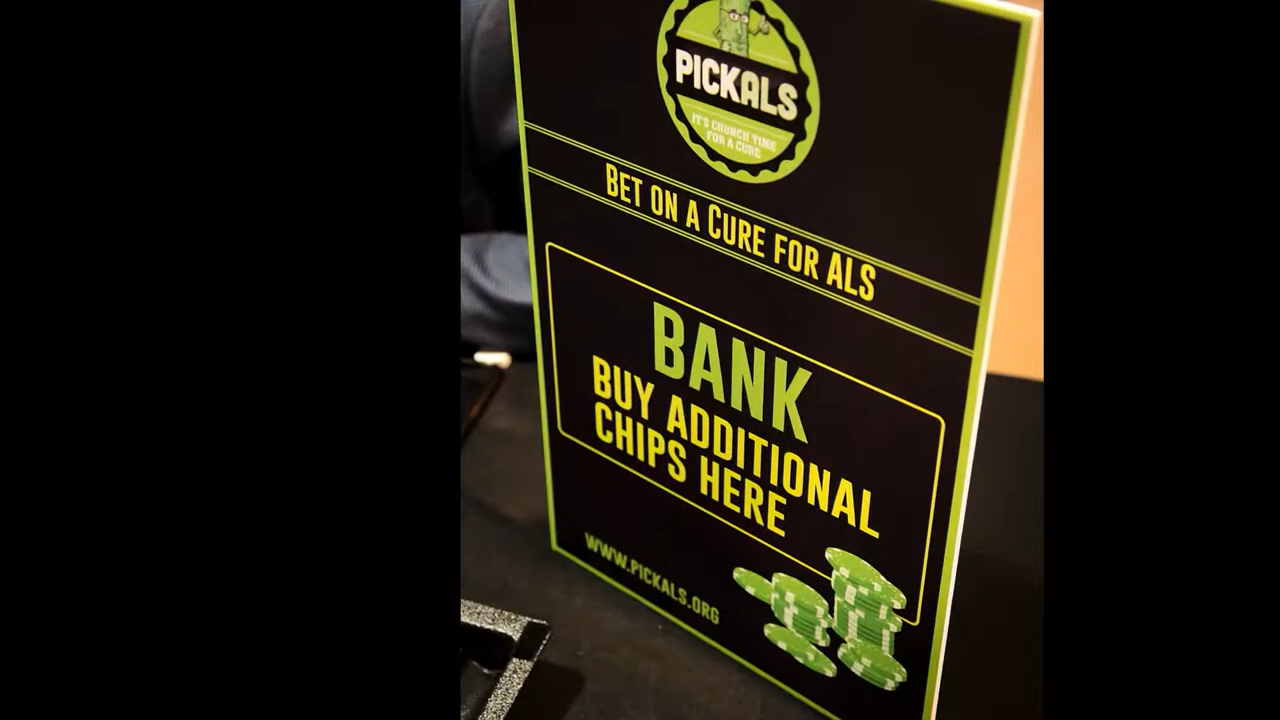 PICKALS
IT'S CRUNCH TIME
FOR A CURE
BET ON A CURE FOR ALS
BANK
BUY ADDITIONAL
CHIPS HERE
WWW.PICKALS.ORG